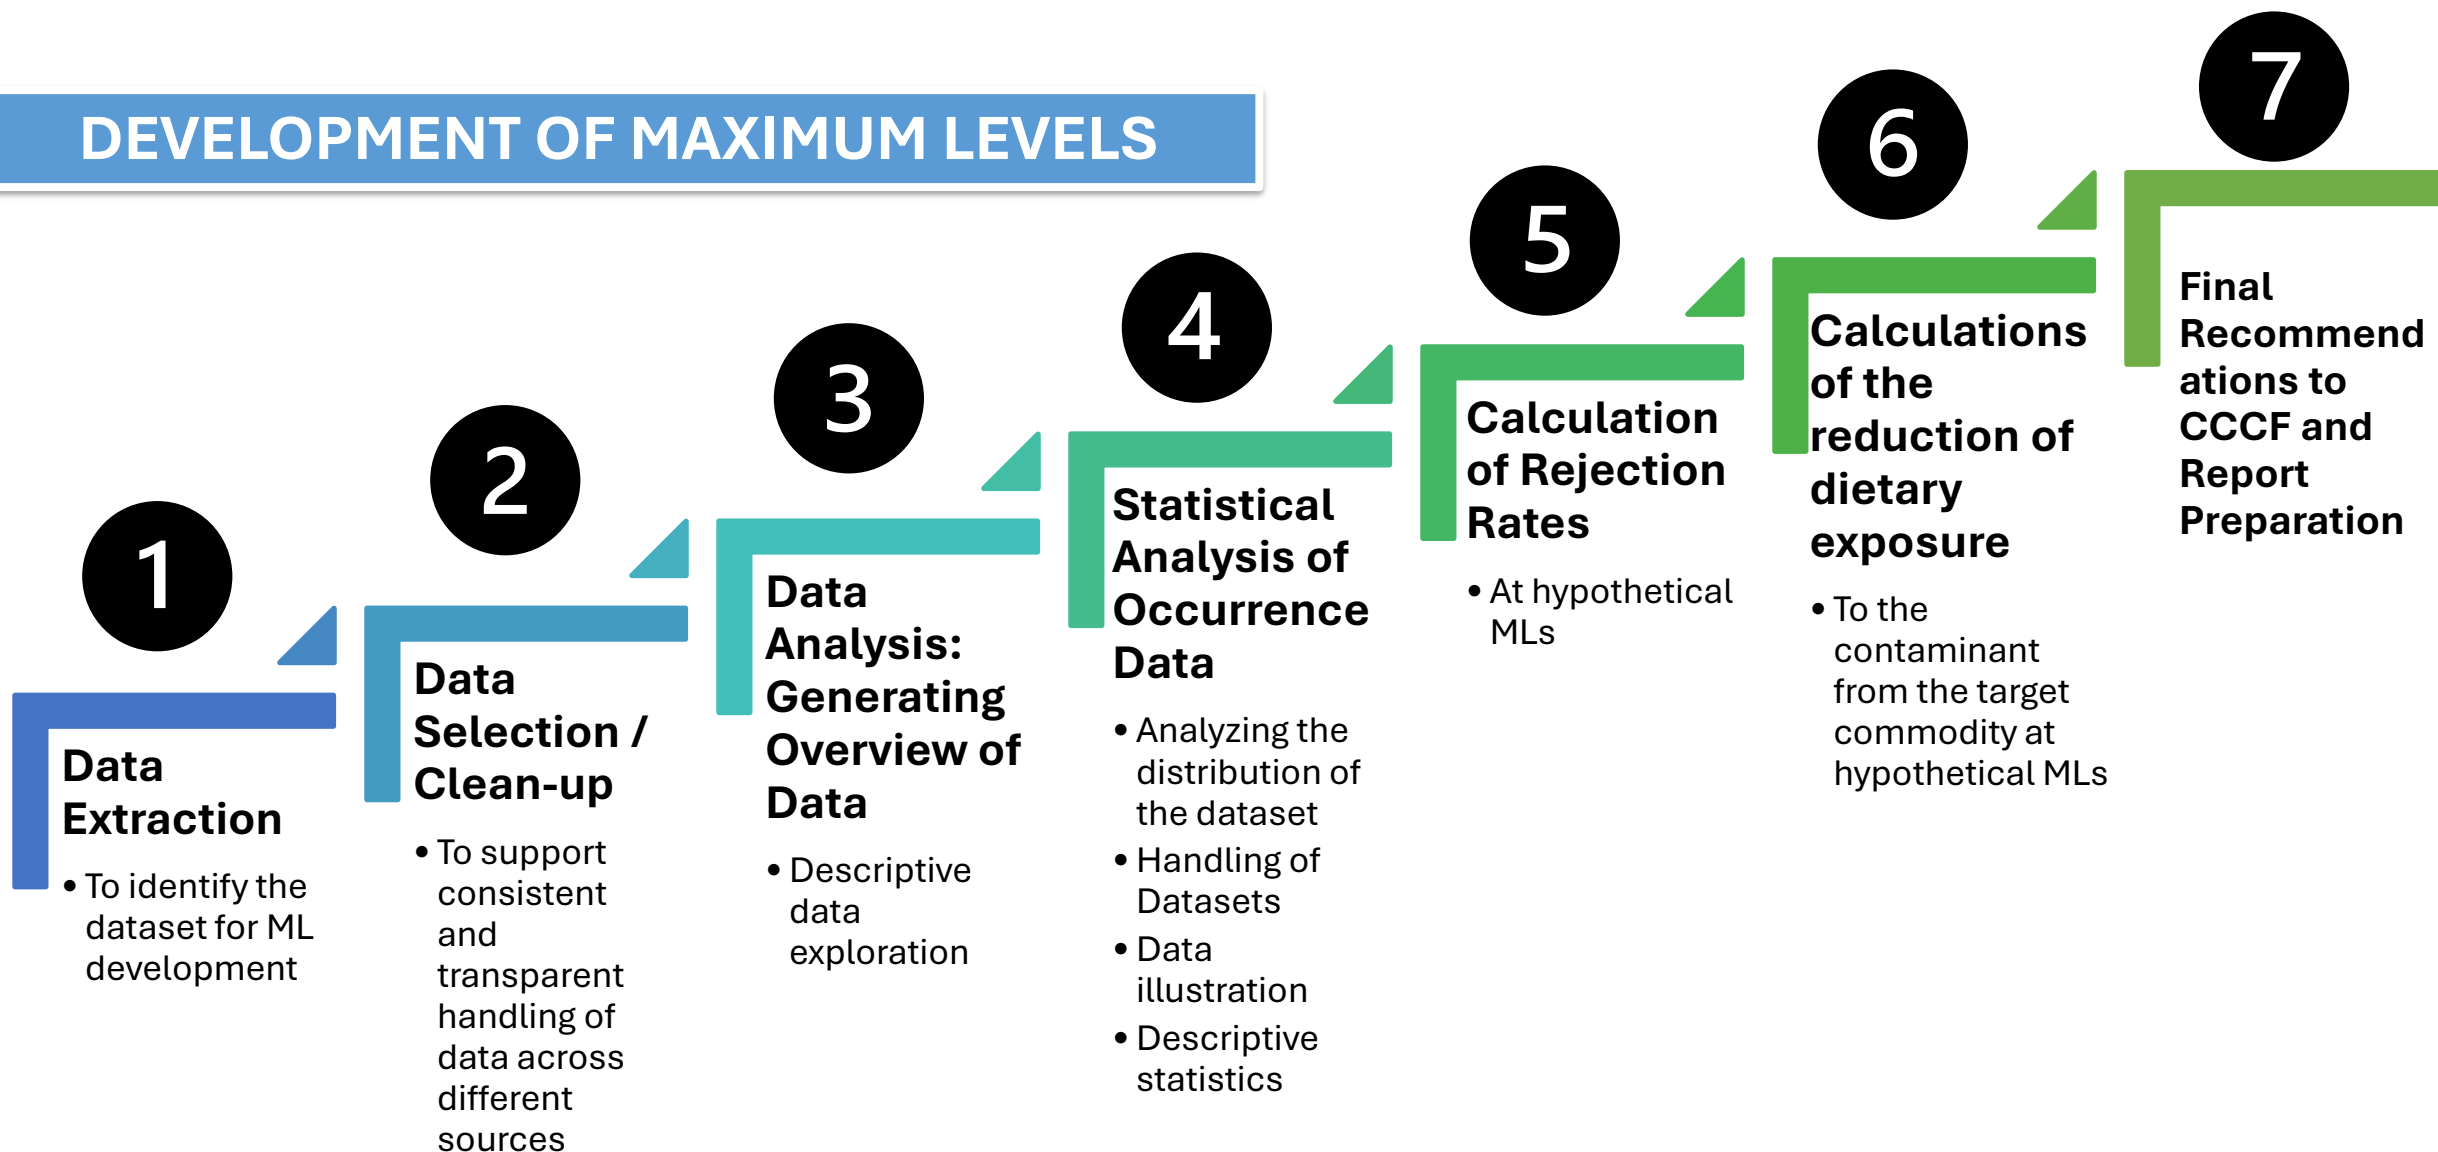 DEVELOPMENT OF MAXIMUM LEVELS
1
Data
Extraction
• To identify the
dataset for ML
development
2
Data
Selection /
Clean-up
• To support
consistent
and
transparent
handling of
data across
different
sources
3
Data
Analysis:
Generating
Overview of
Data
• Descriptive
data
exploration
4
Statistical
Analysis of
Occurrence
Data
• Analyzing the
distribution of
the dataset
• Handling of
Datasets
• Data
illustration
• Descriptive
statistics
5
Calculation
of Rejection
Rates
• At hypothetical
MLs
6
Calculations
of the
reduction of
dietary
exposure
• To the
contaminant
from the target
commodity at
hypothetical MLs
7
Final
Recommend
ations to
CCCF and
Report
Preparation